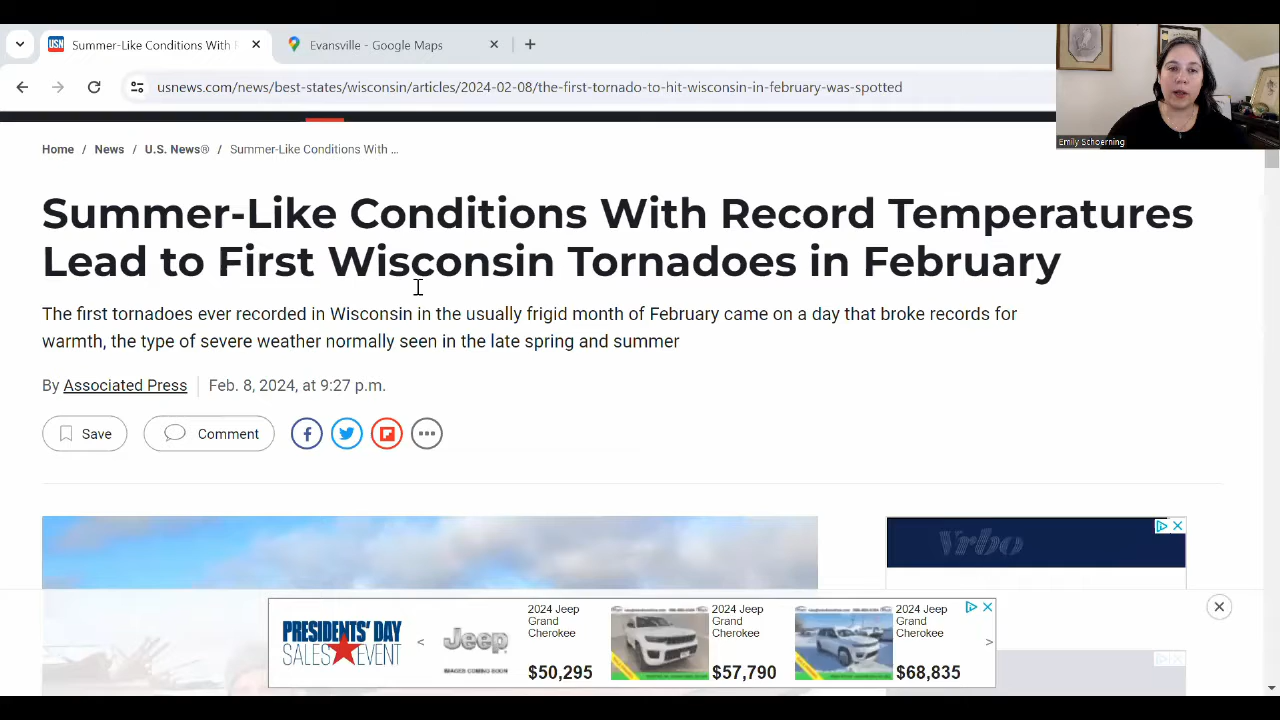 USN Summer-Like Conditions With
Evansville - Google Maps
usnews.com/news/best-states/wisconsin/articles/2024-02-08/the-first-tornado-to-hit-wisconsin-in-february-was-spotted
Emily Schoerning
Home / News / U.S. News® / Summer-Like Conditions With ...
Summer-Like Conditions With Record Temperatures
Lead to First Wisconsin Tornadoes in February
The first tornadoes ever recorded in Wisconsin in the usually frigid month of February came on a day that broke records for
warmth, the type of severe weather normally seen in the late spring and summer
By Associated Press Feb. 8, 2024, at 9:27 p.m.
Save Comment
Vrbo
PRESIDENTS' DAY
SALES EVENT
Jeep
IMAGES COMING SOON
2024 Jeep
Grand
Cherokee
$50,295
2024 Jeep
Grand
Cherokee
$57,790
2024 Jeep
Grand
Cherokee
$68,835